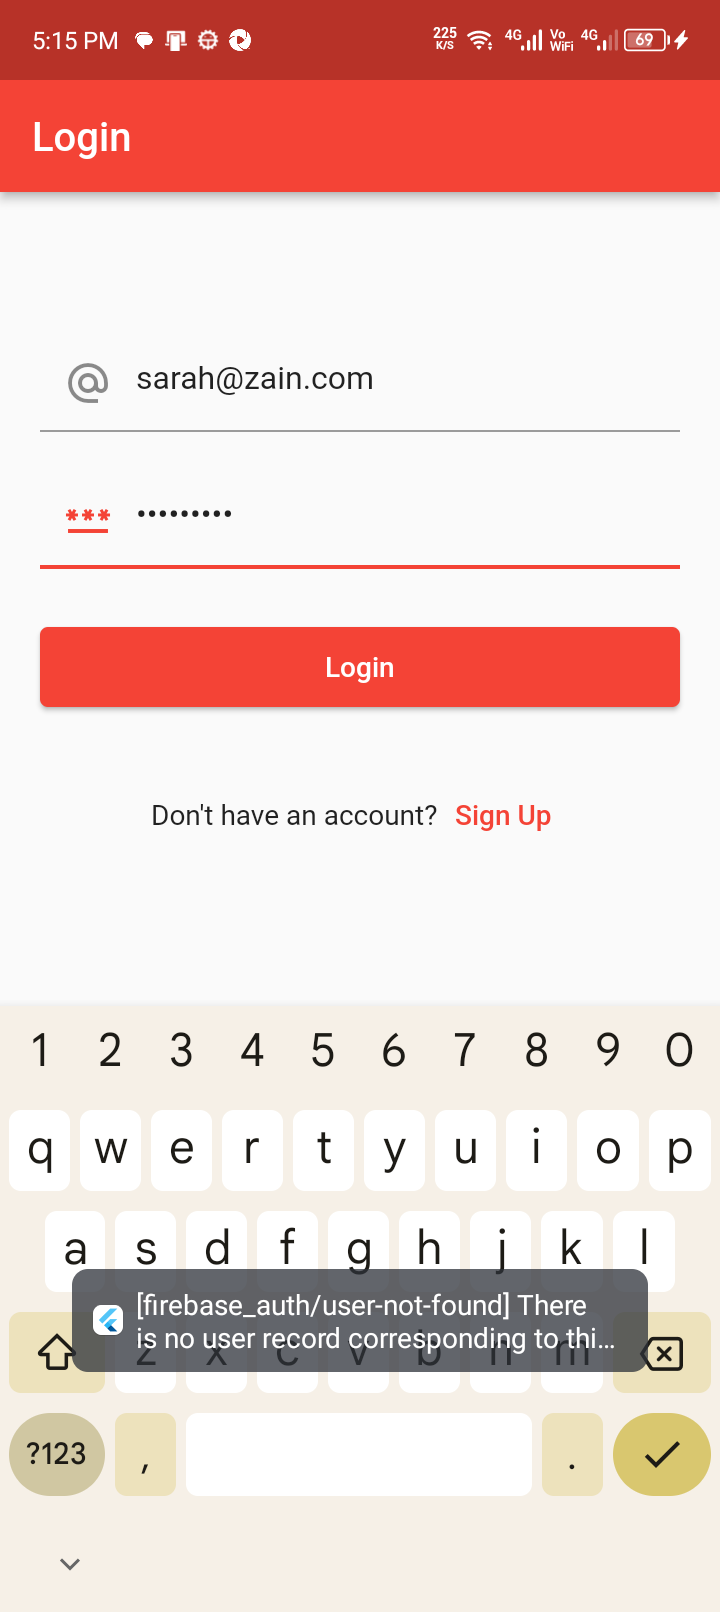 5:15 PM 225 K/S 4G Vo WiFi 4G 69
Login
sarah@zain.com
*** •••••••••
Login
Don't have an account? Sign Up
1 2 3 4 5 6 7 8 9 0
q w e r t y u i o p
a s d f g h j k l
[firebase_auth/user-not-found] There
is no user record corresponding to thi...
z x c v b n m
?123 , .